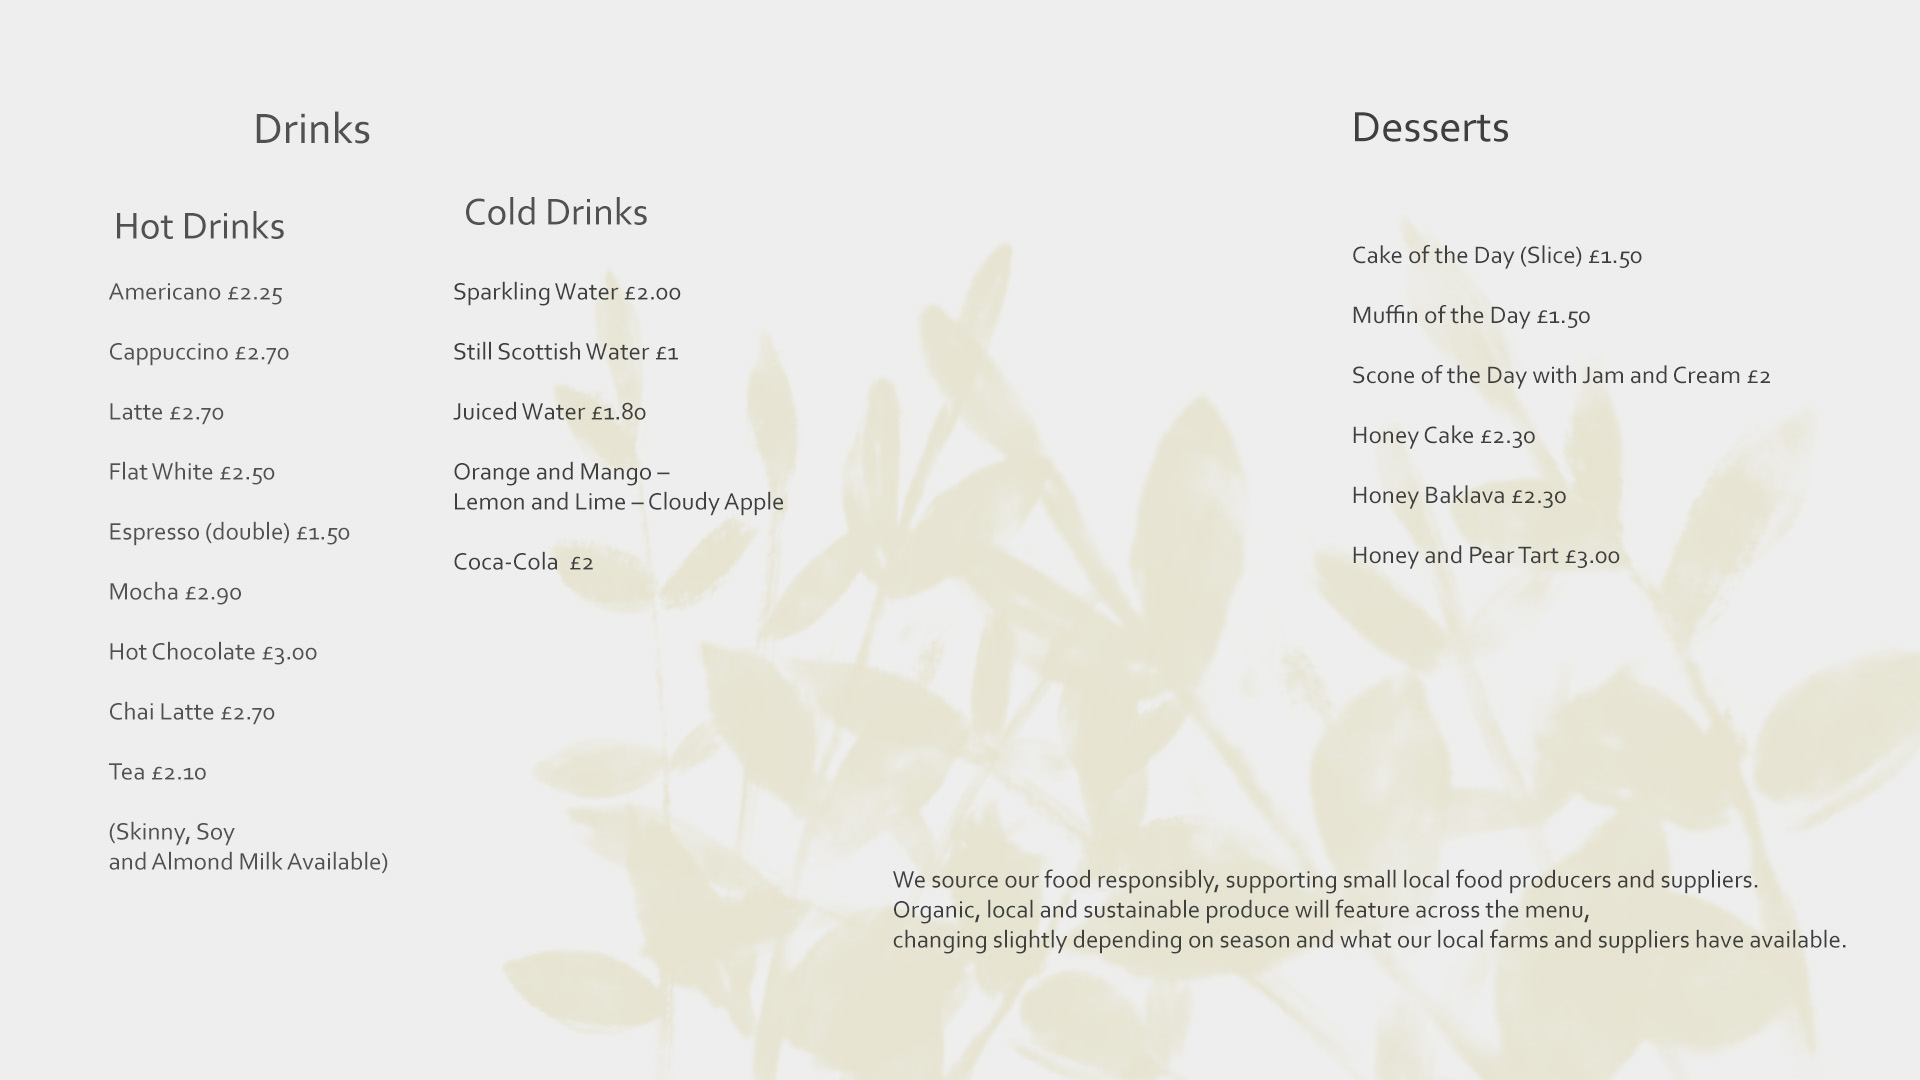 Drinks
Hot Drinks
Americano £2.25
Cappuccino £2.70
Latte £2.70
Flat White £2.50
Espresso (double) £1.50
Mocha £2.90
Hot Chocolate £3.00
Chai Latte £2.70
Tea £2.10
(Skinny, Soy
and Almond Milk Available)
Cold Drinks
Sparkling Water £2.00
Still Scottish Water £1
Juiced Water £1.80
Orange and Mango –
Lemon and Lime – Cloudy Apple
Coca-Cola  £2
Desserts
Cake of the Day (Slice) £1.50
Muffin of the Day £1.50
Scone of the Day with Jam and Cream £2
Honey Cake £2.30
Honey Baklava £2.30
Honey and Pear Tart £3.00
We source our food responsibly, supporting small local food producers and suppliers.
Organic, local and sustainable produce will feature across the menu,
changing slightly depending on season and what our local farms and suppliers have available.